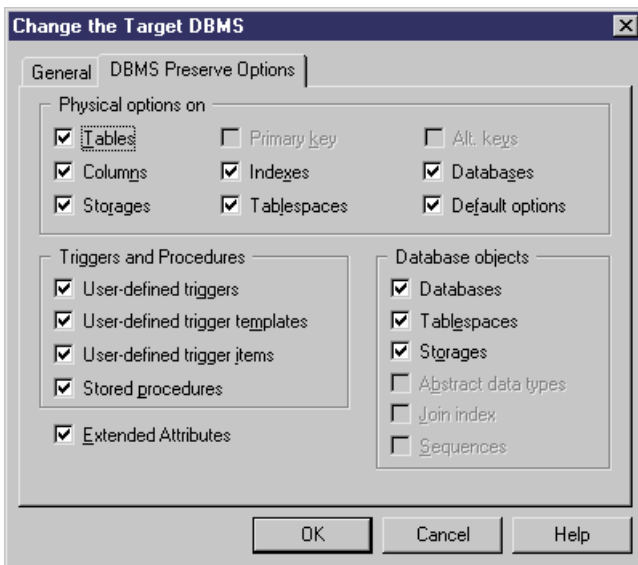 Change the Target DBMS
General DBMS Preserve Options
Physical options on
Tables Primary key Alt. keys
Columns Indexes Databases
Storages Tablespaces Default options
Triggers and Procedures
User-defined triggers
User-defined trigger templates
User-defined trigger items
Stored procedures
Extended Attributes
Database objects
Databases
Tablespaces
Storages
Abstract data types
Join index
Sequences
OK Cancel Help